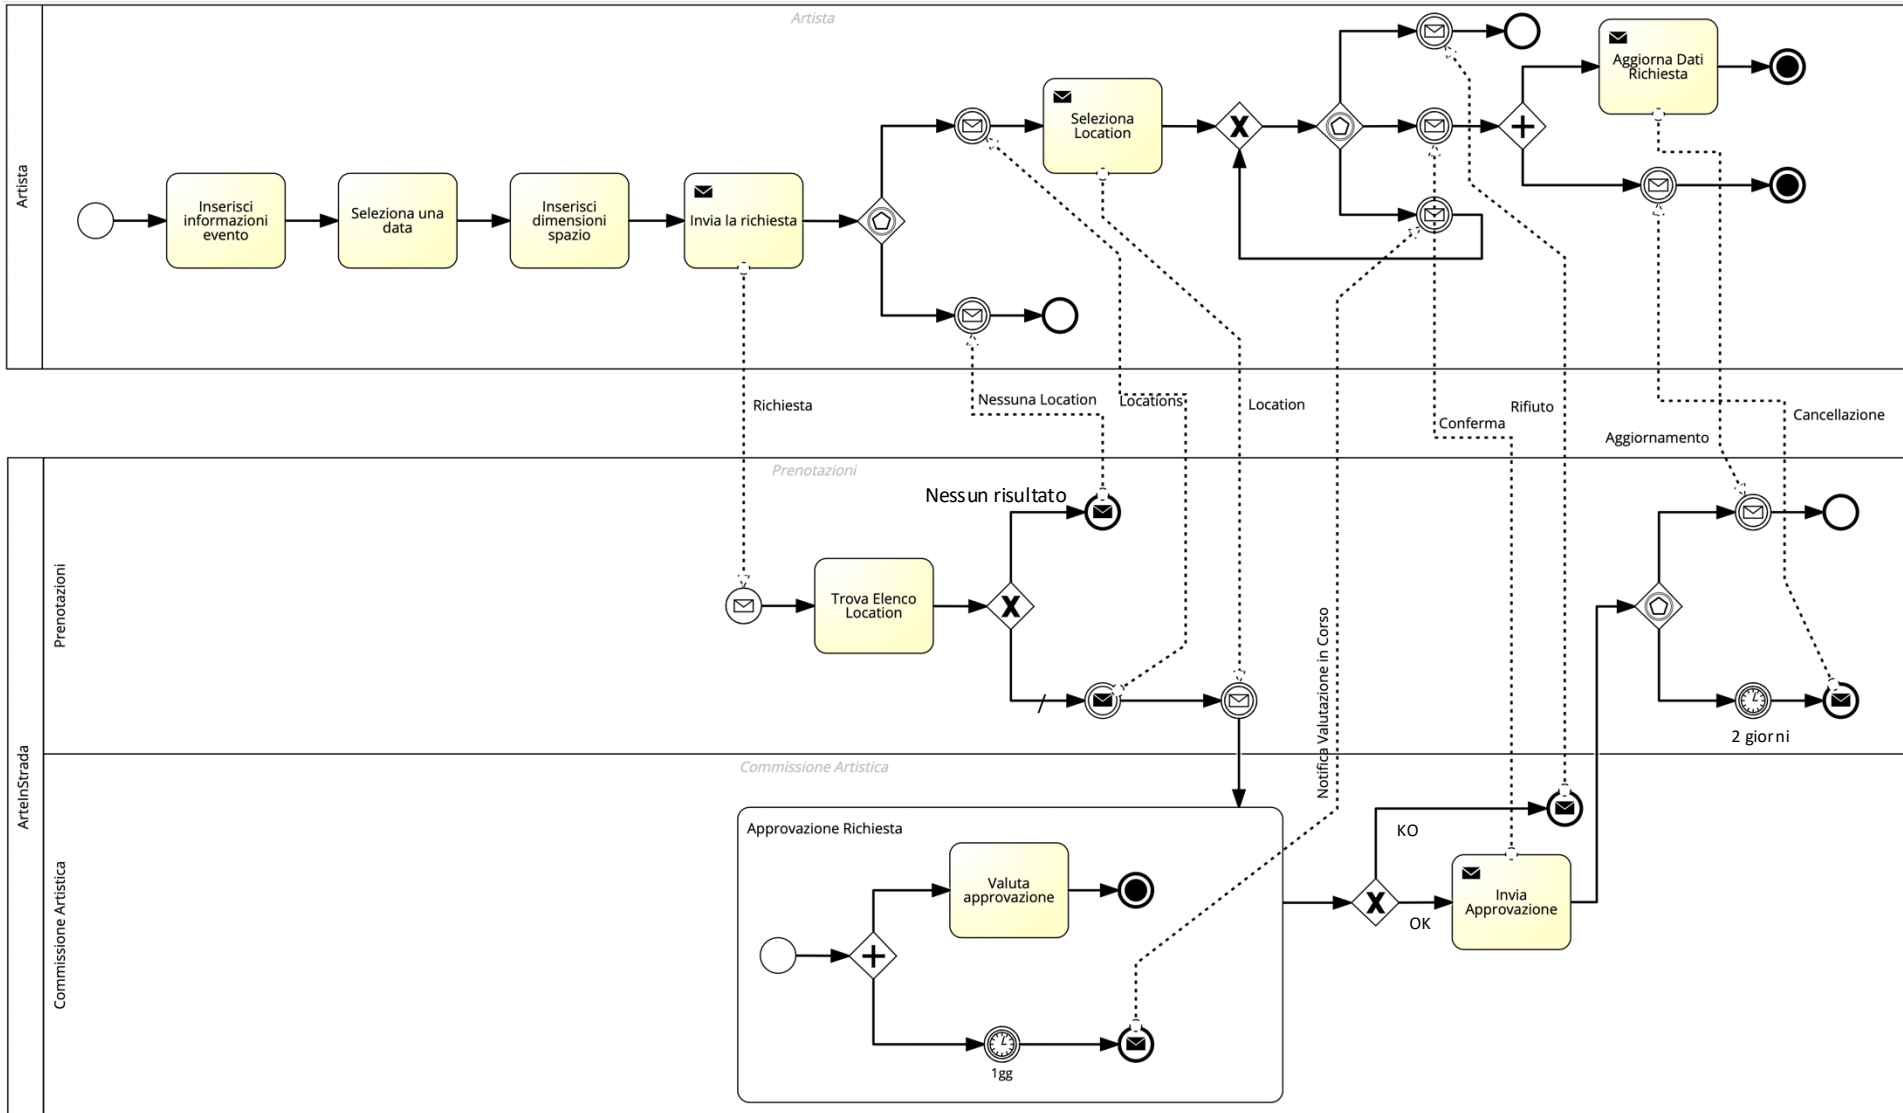 Artista
Artista
Inserisci
informazioni
evento
Seleziona una
data
Inserisci
dimensioni
spazio
Invia la richiesta
Seleziona
Location
Aggiorna Dati
Richiesta
Richiesta
Nessuna Location
Locations
Location
Conferma
Rifiuto
Aggiornamento
Cancellazione
ArteInStrada
Prenotazioni
Prenotazioni
Nessun risultato
Trova Elenco
Location
2 giorni
Notifica Valutazione in Corso
Commissione Artistica
Commissione Artistica
Approvazione Richiesta
Valuta
approvazione
1gg
KO
OK
Invia
Approvazione